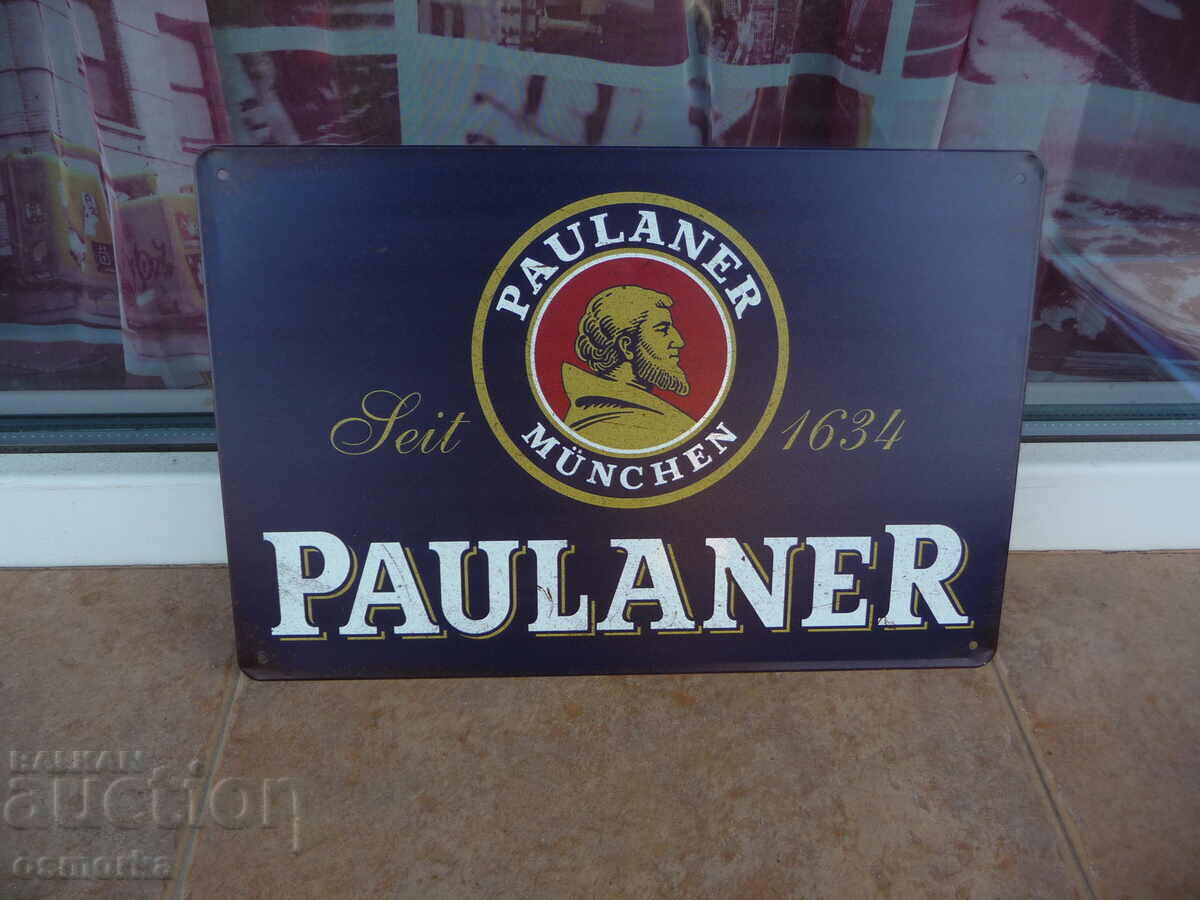 PAULANER
MÜNCHEN
Seit 1634
PAULANER
BALKAN
auction
osmorka